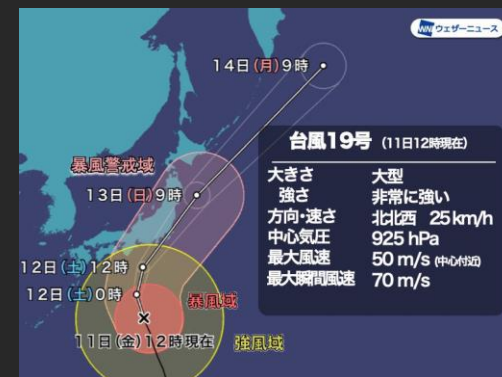 WNI ウェザーニュース
14日(月)9時
暴風警戒域
13日(日)9時
12日(土)12時
12日(土)0時
暴風域
11日(金)12時現在
強風域
台風19号 (11日12時現在)
大きさ 大型
強さ 非常に強い
方向・速さ 北北西 25km/h
中心気圧 925hPa
最大風速 50m/s (中心付近)
最大瞬間風速 70m/s